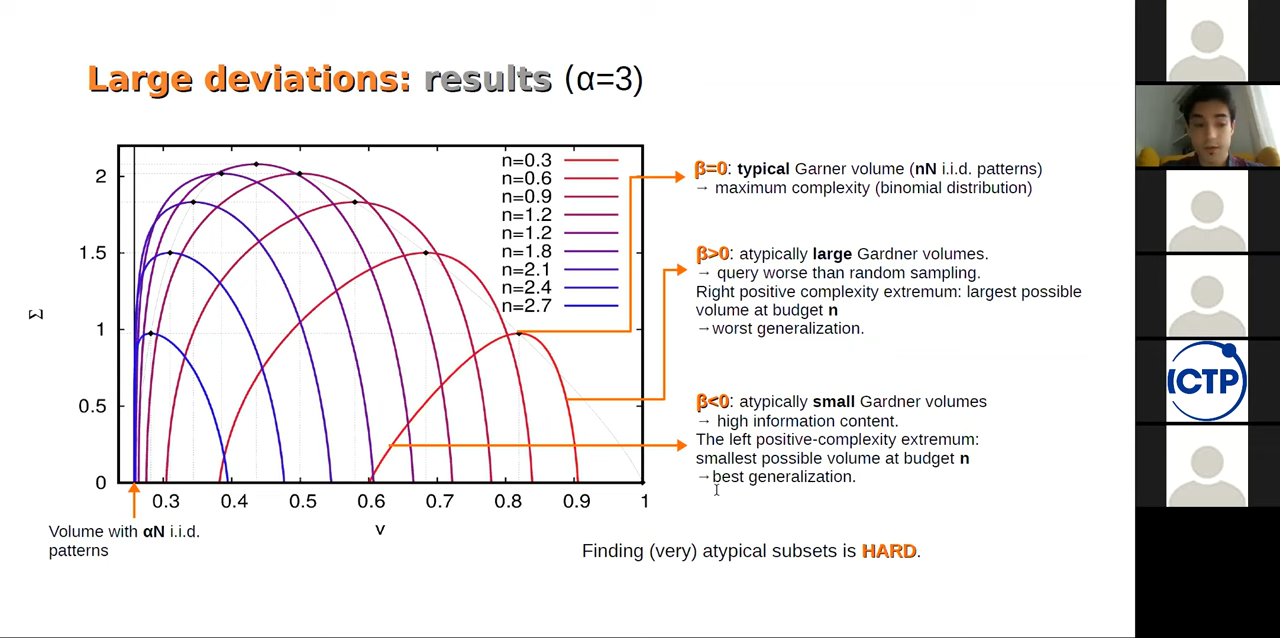 Large deviations: results (α=3)
n=0.3
n=0.6
n=0.9
n=1.2
n=1.2
n=1.8
n=2.1
n=2.4
n=2.7
2
1.5
1
0.5
0
Σ
0.3 0.4 0.5 0.6 0.7 0.8 0.9 1
v
Volume with αN i.i.d.
patterns
β=0: typical Garner volume (nN i.i.d. patterns)
→ maximum complexity (binomial distribution)
β>0: atypically large Gardner volumes.
→ query worse than random sampling.
Right positive complexity extremum: largest possible
volume at budget n
→worst generalization.
β<0: atypically small Gardner volumes
→ high information content.
The left positive-complexity extremum:
smallest possible volume at budget n
→best generalization.
Finding (very) atypical subsets is HARD.
ICTP